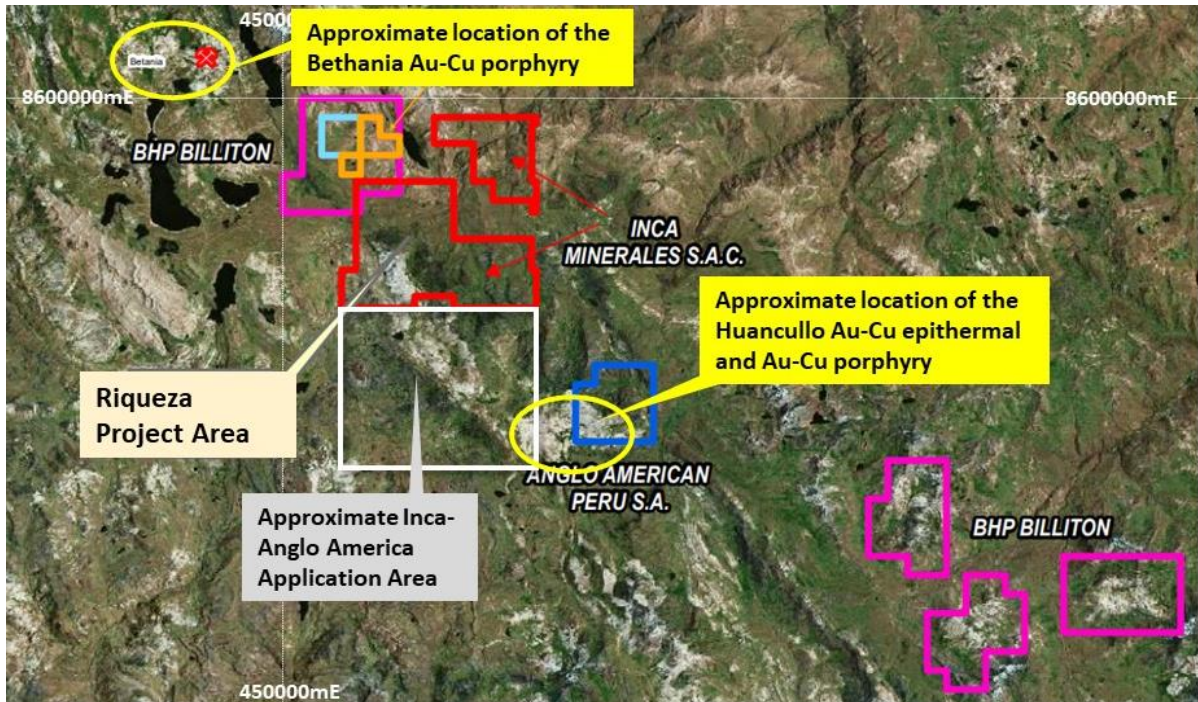 450000mE
Approximate location of the
Bethania Au-Cu porphyry
Betania
8600000mE
8600000mE
BHP BILLITON
INCA
MINERALES S.A.C.
Approximate location of the
Huancullo Au-Cu epithermal
and Au-Cu porphyry
Riqueza
Project Area
ANGLO AMERICAN
PERU S.A.
Approximate Inca-
Anglo America
Application Area
BHP BILLITON
450000mE